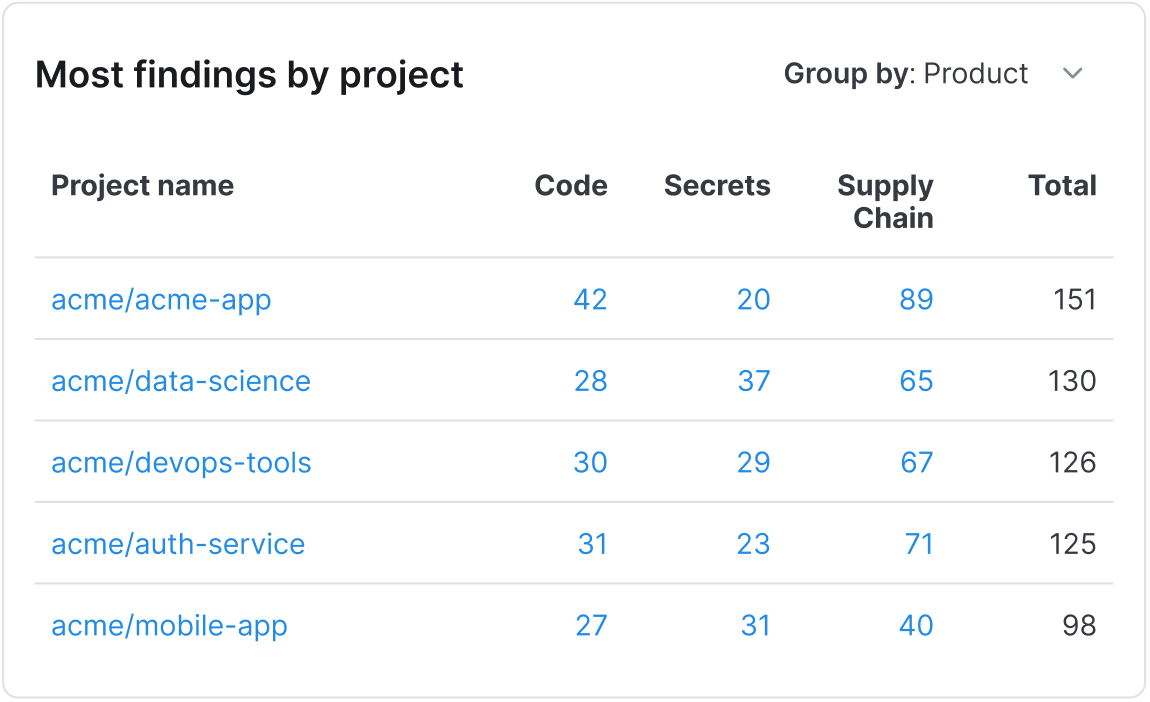 Most findings by project
Group by: Product
Project name Code Secrets Supply Chain Total
acme/acme-app 42 20 89 151
acme/data-science 28 37 65 130
acme/devops-tools 30 29 67 126
acme/auth-service 31 23 71 125
acme/mobile-app 27 31 40 98